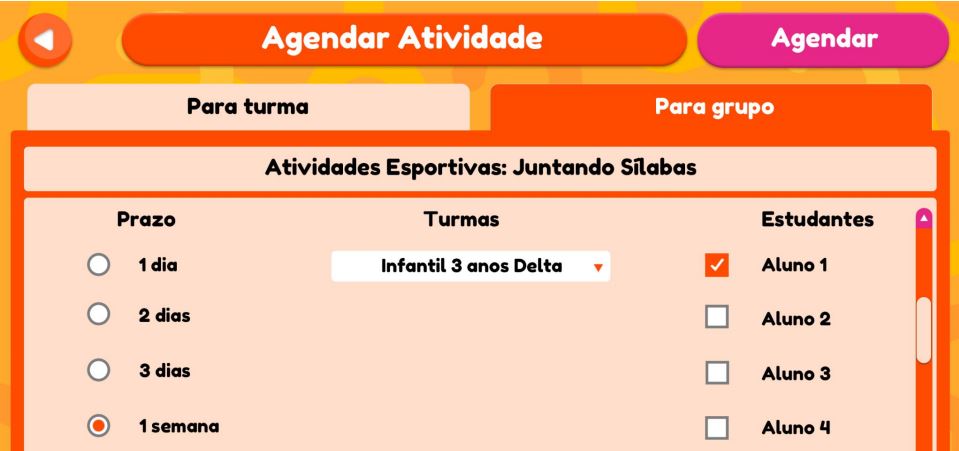 Agendar Atividade
Agendar
Para turma
Para grupo
Atividades Esportivas: Juntando Sílabas
Prazo
Turmas
Estudantes
1 dia
Infantil 3 anos Delta
Aluno 1
2 dias
Aluno 2
3 dias
Aluno 3
1 semana
Aluno 4